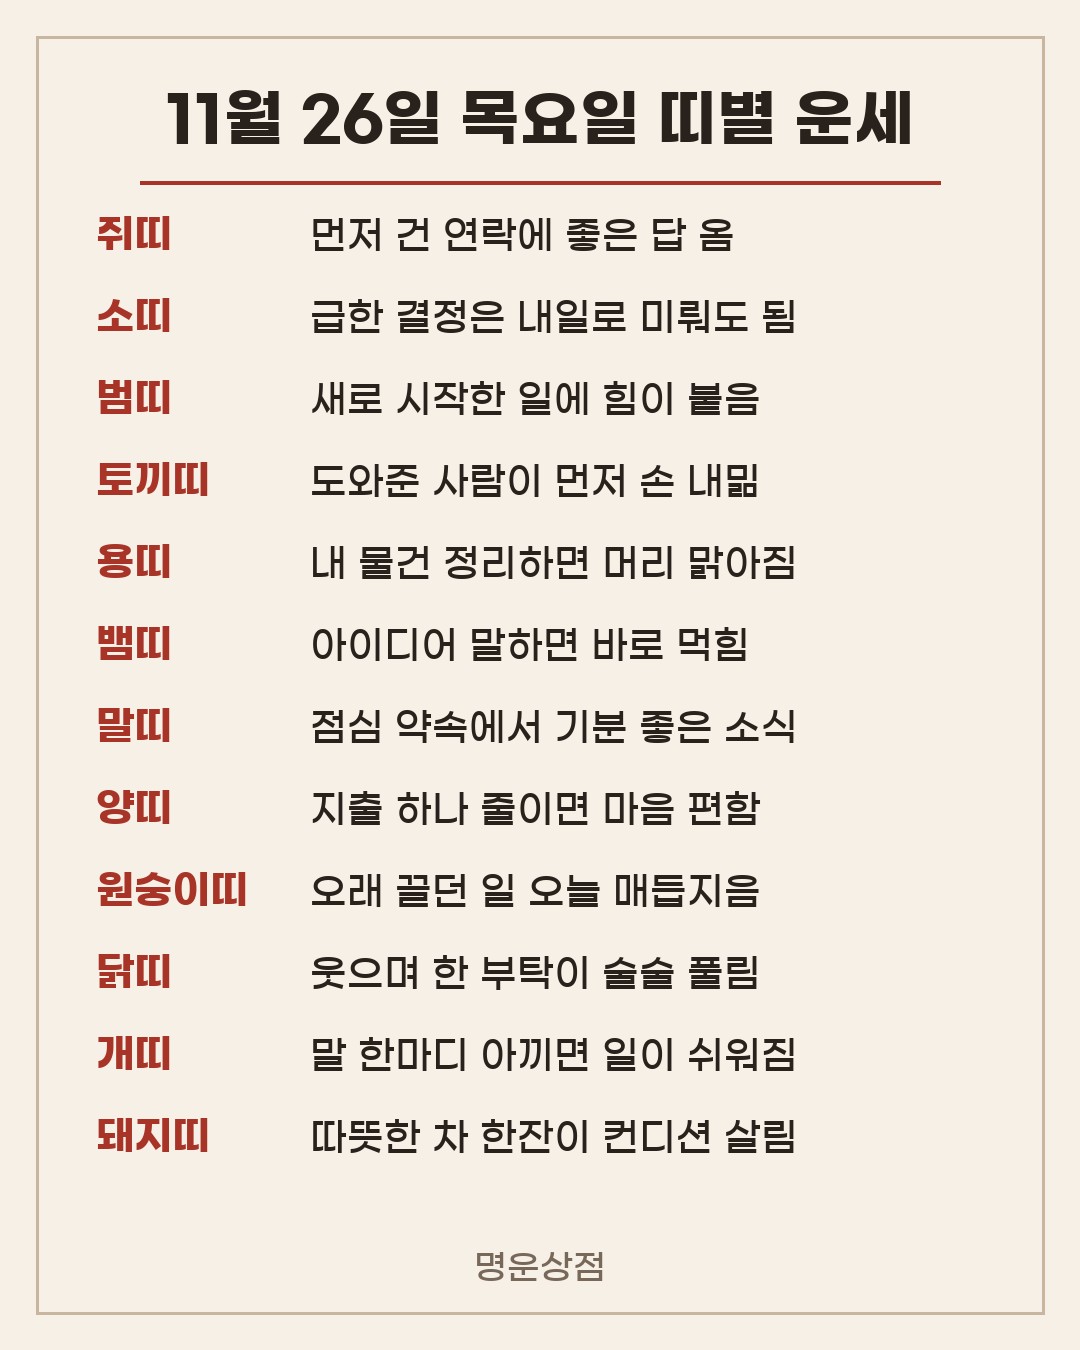 11월 26일 목요일 띠별 운세
쥐띠 먼저 건 연락에 좋은 답 옴
소띠 급한 결정은 내일로 미뤄도 됨
범띠 새로 시작한 일에 힘이 붙음
토끼띠 도와준 사람이 먼저 손 내밂
용띠 내 물건 정리하면 머리 맑아짐
뱀띠 아이디어 말하면 바로 먹힘
말띠 점심 약속에서 기분 좋은 소식
양띠 지출 하나 줄이면 마음 편함
원숭이띠 오래 끌던 일 오늘 매듭지음
닭띠 웃으며 한 부탁이 술술 풀림
개띠 말 한마디 아끼면 일이 쉬워짐
돼지띠 따뜻한 차 한잔이 컨디션 살림
명운상점